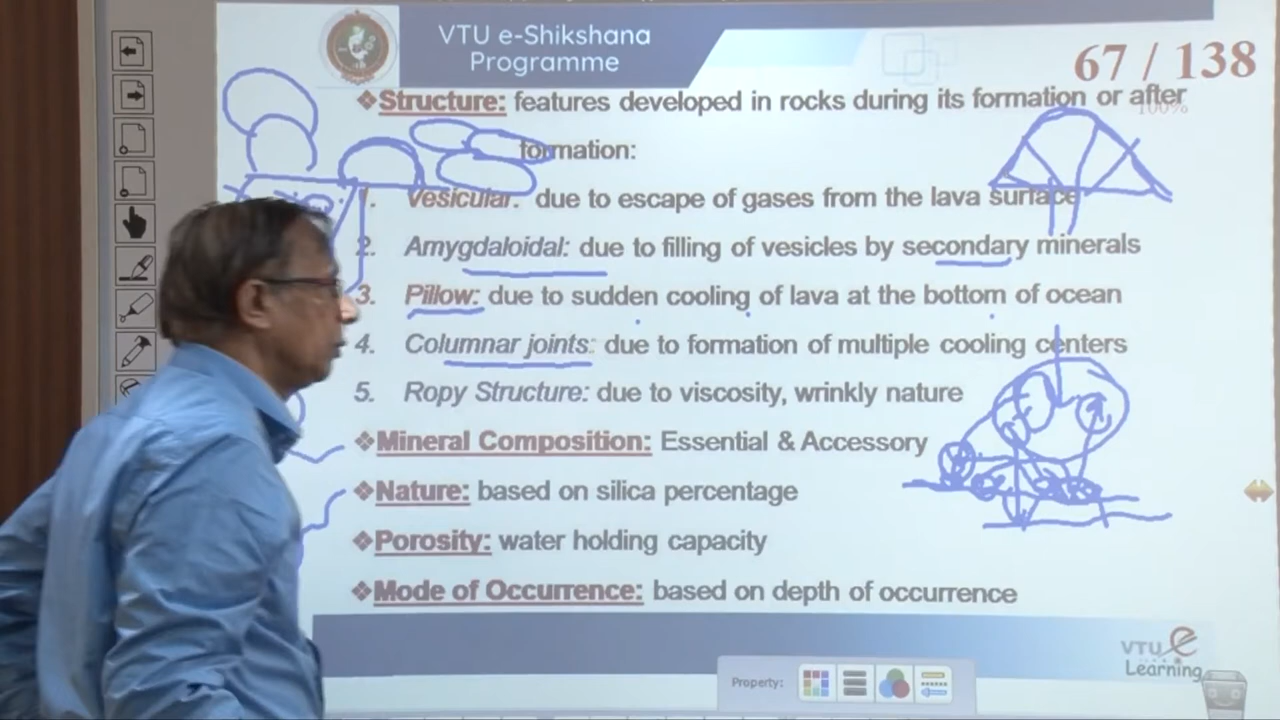 VTU e-Shikshana
Programme
67 / 138
100%
❖Structure: features developed in rocks during its formation or after
formation:
1. Vesicular: due to escape of gases from the lava surface
2. Amygdaloidal: due to filling of vesicles by secondary minerals
3. Pillow: due to sudden cooling of lava at the bottom of ocean
4. Columnar joints: due to formation of multiple cooling centers
5. Ropy Structure: due to viscosity, wrinkly nature
❖Mineral Composition: Essential & Accessory
❖Nature: based on silica percentage
❖Porosity: water holding capacity
❖Mode of Occurrence: based on depth of occurrence
VTU e
Learning
Property: